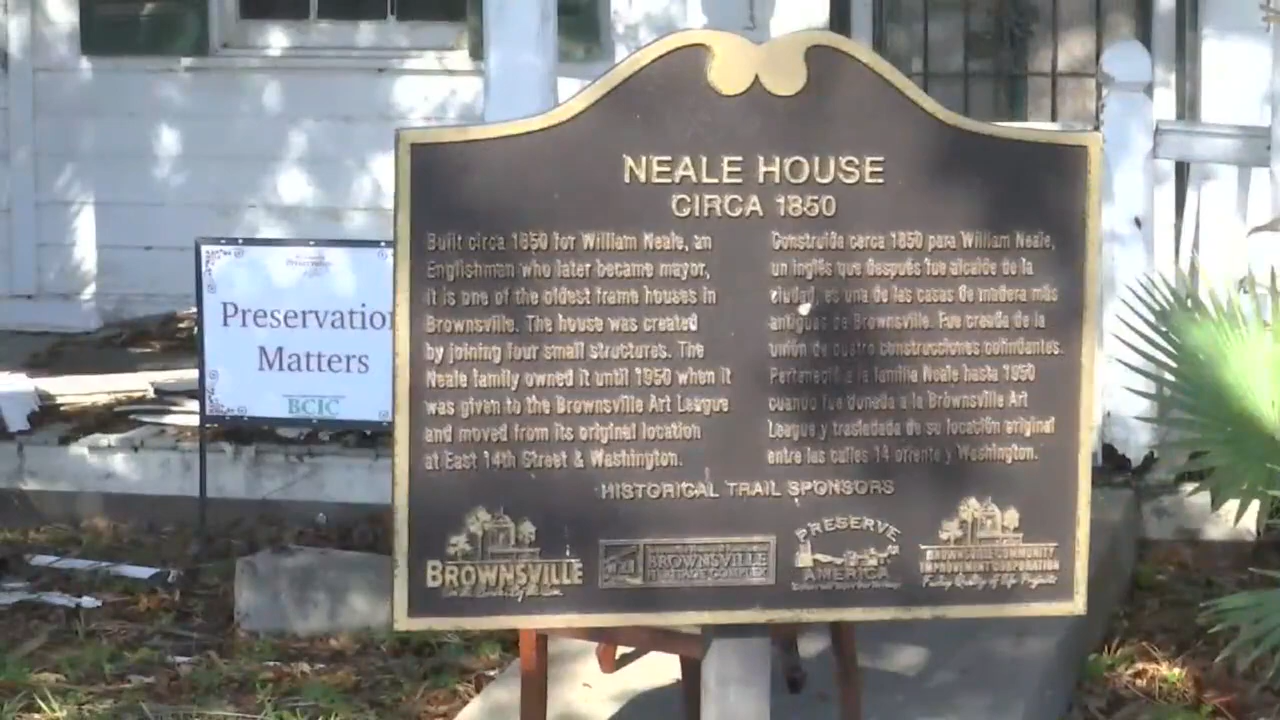 Preservation
Matters
BCIC
NEALE HOUSE
CIRCA 1850
Built circa 1850 for William Neale, an
Englishman who later became mayor,
it is one of the oldest frame houses in
Brownsville. The house was created
by joining four small structures. The
Neale family owned it until 1950 when it
was given to the Brownsville Art League
and moved from its original location
at East 14th Street & Washington.
Construida cerca 1850 para William Neale,
un inglés que después fue alcalde de la
ciudad, es una de las casas de madera más
antiguas de Brownsville. Fue creada de la
unión de cuatro construcciones colindantes.
Perteneció a la familia Neale hasta 1950
cuando fue donada a la Brownsville Art
League y trasladada de su locación original
entre las calles 14 oriente y Washington.
HISTORICAL TRAIL SPONSORS
BROWNSVILLE
BROWNSVILLE
HERITAGE COMPLEX
PRESERVE
AMERICA
BROWNSVILLE COMMUNITY
IMPROVEMENT CORPORATION
Funding Quality of Life Projects